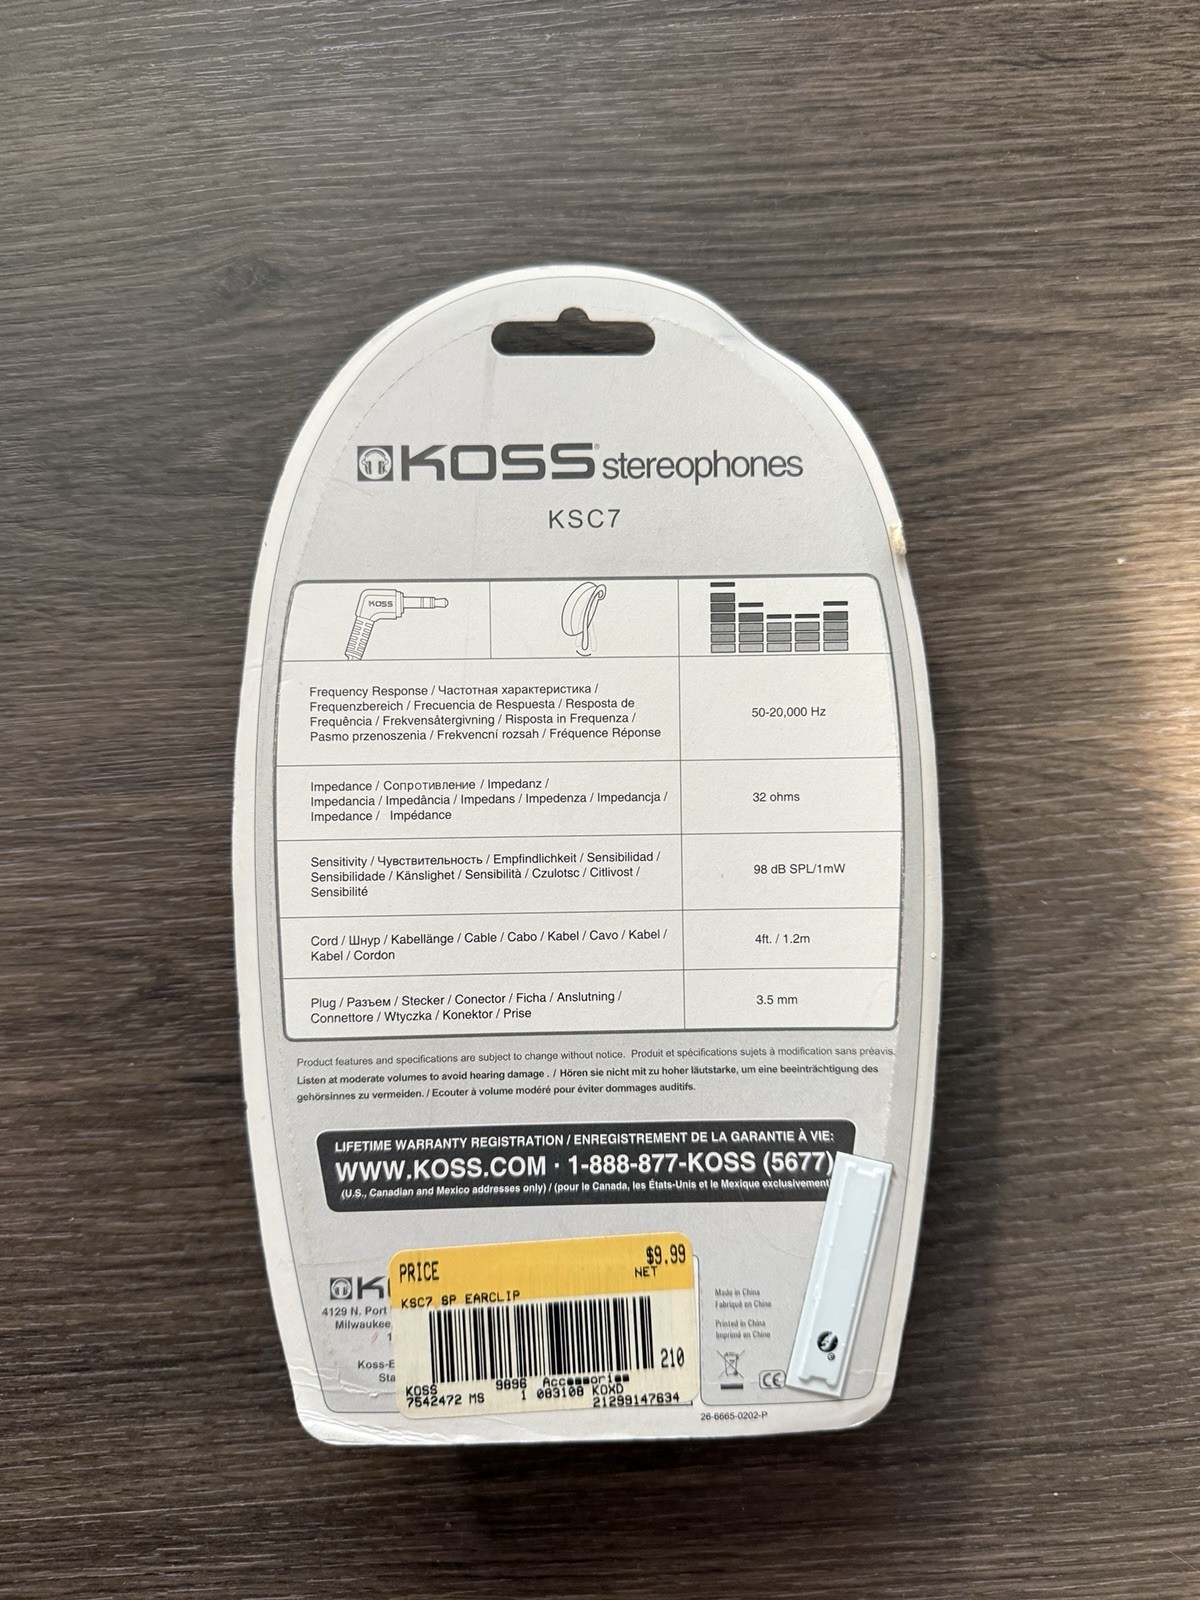 KOSS® stereophones
KSC7
KOSS
Frequency Response / Частотная характеристика /
Frequenzbereich / Frecuencia de Respuesta / Resposta de
Frequência / Frekvensåtergivning / Risposta in Frequenza /
Pasmo przenoszenia / Frekvencní rozsah / Fréquence Réponse
50-20,000 Hz
Impedance / Сопротивление / Impedanz /
Impedancia / Impedância / Impedans / Impedenza / Impedancja /
Impedance / Impédance
32 ohms
Sensitivity / Чувствительность / Empfindlichkeit / Sensibilidad /
Sensibilidade / Känslighet / Sensibilità / Czulotsc / Citlivost /
Sensibilité
98 dB SPL/1mW
Cord / Шнур / Kabellänge / Cable / Cabo / Kabel / Cavo / Kabel /
Kabel / Cordon
4ft. / 1.2m
Plug / Разъем / Stecker / Conector / Ficha / Anslutning /
Connettore / Wtyczka / Konektor / Prise
3.5 mm
Product features and specifications are subject to change without notice. Produit et spécifications sujets à modification sans préavis.
Listen at moderate volumes to avoid hearing damage . / Hören sie nicht mit zu hoher läutstarke, um eine beeinträchtigung des
gehörsinnes zu vermeiden. / Ecouter à volume modéré pour éviter dommages auditifs.
LIFETIME WARRANTY REGISTRATION / ENREGISTREMENT DE LA GARANTIE À VIE:
WWW.KOSS.COM · 1-888-877-KOSS (5677)
(U.S., Canadian and Mexico addresses only) / (pour le Canada, les États-Unis et le Mexique exclusivement
4129 N. Port
Milwaukee
1
Koss-E
Sta
PRICE $9.99
NET
KSC7 SP EARCLIP
210
KOSS 9896 Accessories
7542472 MS 1 083108 KOXD
21299147634
Made in China
Fabriqué en Chine
Printed in China
Imprimé en Chine
CE
26-6665-0202-P